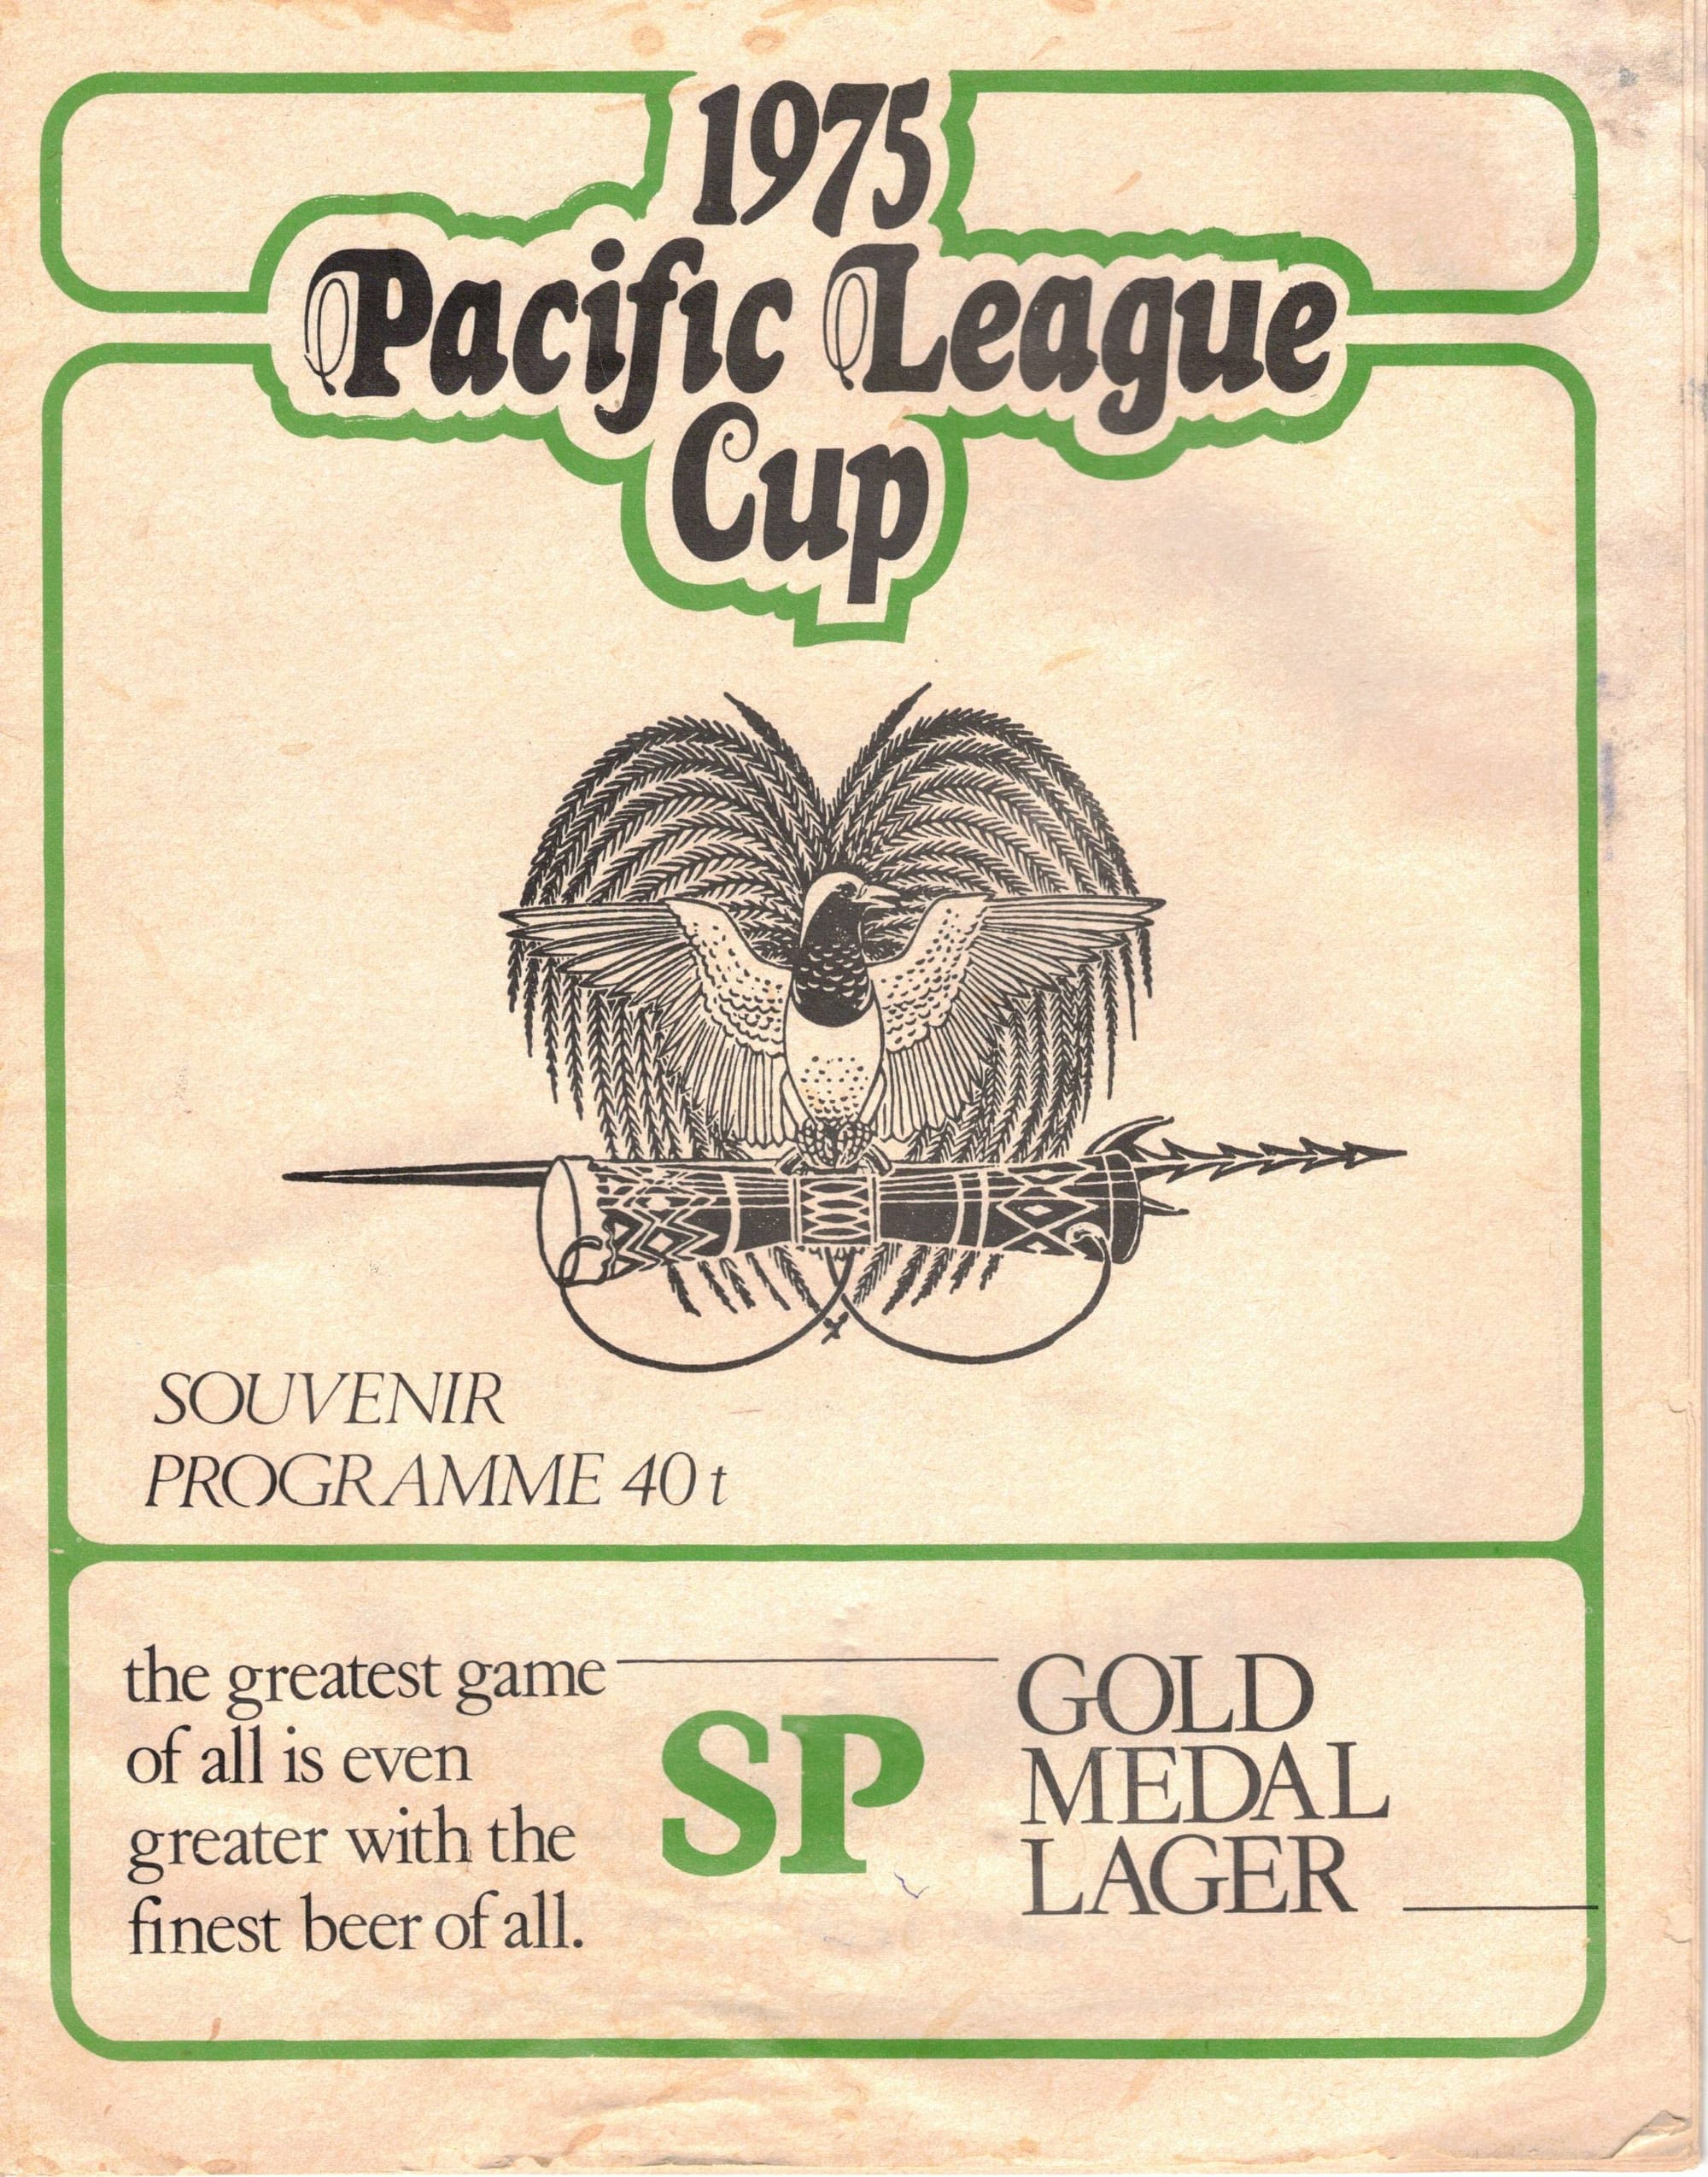 1975
Pacific League
Cup
SOUVENIR
PROGRAMME 40 t
the greatest game
of all is even
greater with the
finest beer of all.
SP
GOLD
MEDAL
LAGER